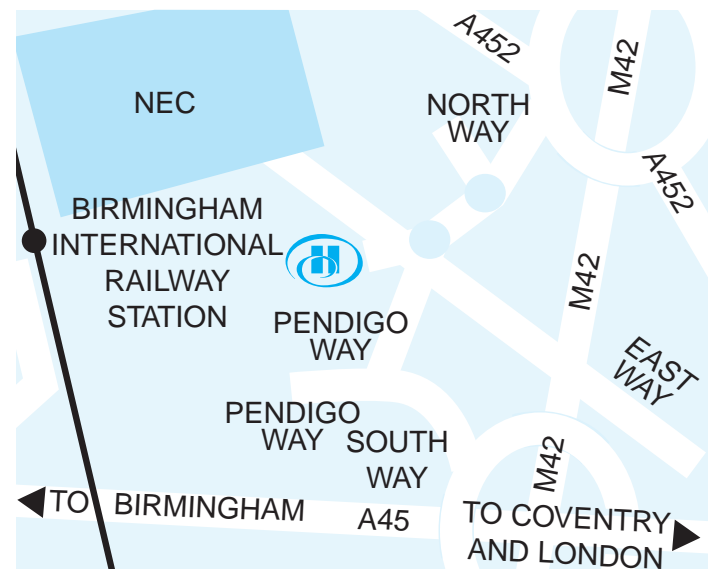 A452
M42
NEC
NORTH
WAY
A452
BIRMINGHAM
INTERNATIONAL
RAILWAY
STATION
H
M42
PENDIGO
WAY
EAST
WAY
PENDIGO
WAY
SOUTH
WAY
M42
TO BIRMINGHAM
A45
TO COVENTRY
AND LONDON